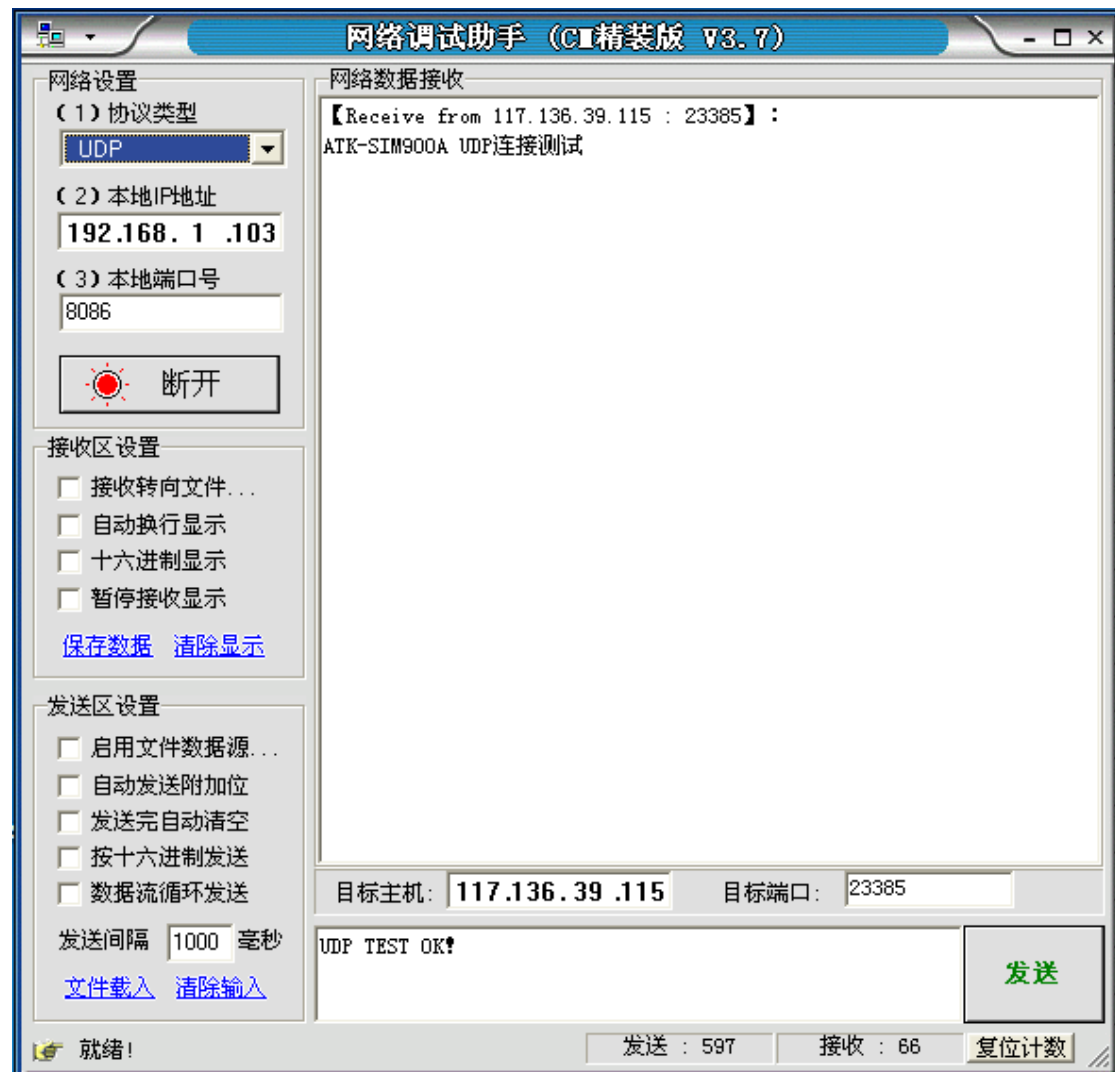 网络调试助手 (CⅢ精装版 V3.7)
网络设置
(1)协议类型
UDP
(2)本地IP地址
192.168. 1 .103
(3)本地端口号
8086
断开
接收区设置
接收转向文件...
自动换行显示
十六进制显示
暂停接收显示
保存数据 清除显示
发送区设置
启用文件数据源...
自动发送附加位
发送完自动清空
按十六进制发送
数据流循环发送
发送间隔 1000 毫秒
文件载入 清除输入
网络数据接收
【Receive from 117.136.39.115 : 23385】:
ATK-SIM900A UDP连接测试
目标主机: 117.136.39 .115 目标端口: 23385
UDP TEST OK!
发送
就绪! 发送 : 597 接收 : 66 复位计数